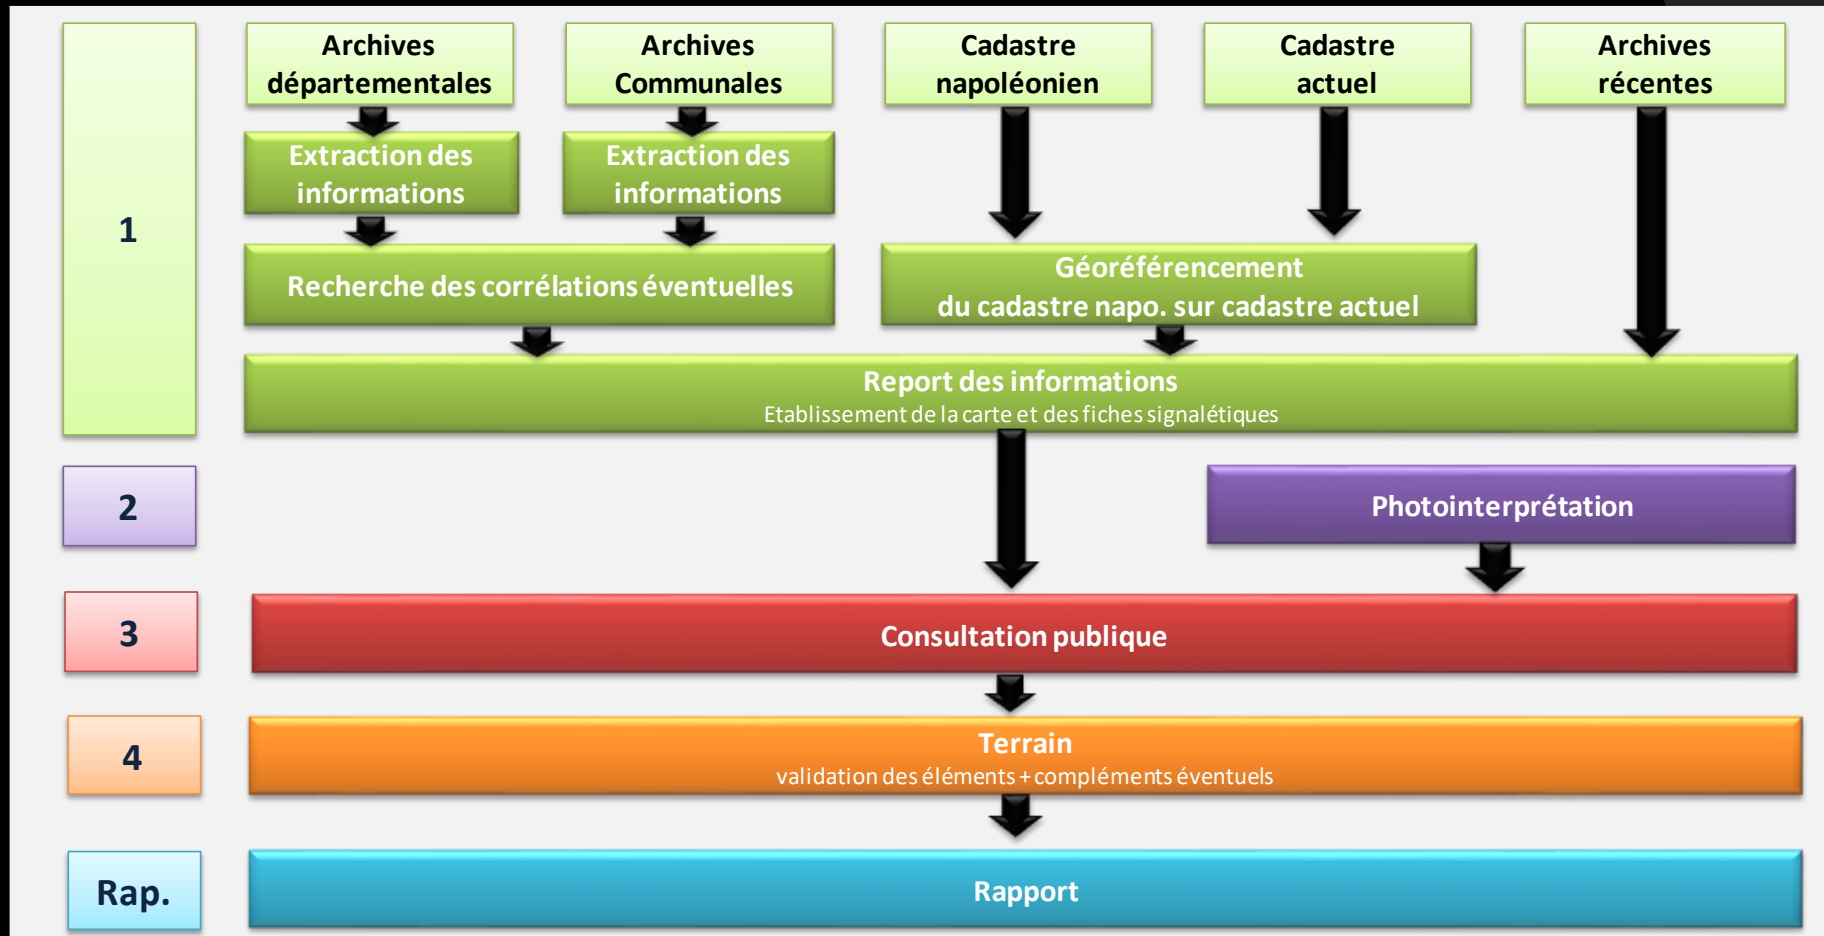 1
Archives
départementales
Archives
Communales
Cadastre
napoléonien
Cadastre
actuel
Archives
récentes
Extraction des
informations
Extraction des
informations
Recherche des corrélations éventuelles
Géoréférencement
du cadastre napo. sur cadastre actuel
Report des informations
Etablissement de la carte et des fiches signalétiques
2
Photointerprétation
3
Consultation publique
4
Terrain
validation des éléments + compléments éventuels
Rap.
Rapport